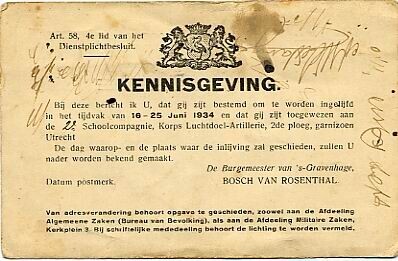 Art. 58, 4e lid van het
Dienstplichtbesluit.
KENNISGEVING.
Bij deze bericht ik U, dat gij zijt bestemd om te worden ingelijfd
in het tijdvak van 16-25 Juni 1934 en dat gij zijt toegewezen aan
de 2e Schoolcompagnie, Korps Luchtdoel-Artillerie, 2de ploeg, garnizoen
Utrecht
De dag waarop- en de plaats waar de inlijving zal geschieden, zullen U
nader worden bekend gemaakt.
De Burgemeester van 's-Gravenhage,
Datum postmerk. BOSCH VAN ROSENTHAL.
Van adresverandering behoort opgave te geschieden, zoowel aan de Afdeeling
Algemeene Zaken (Bureau van Bevolking), als aan de Afdeeling Militaire Zaken,
Kerkplein 3. Bij schriftelijke mededeeling behoort de lichting te worden vermeld.